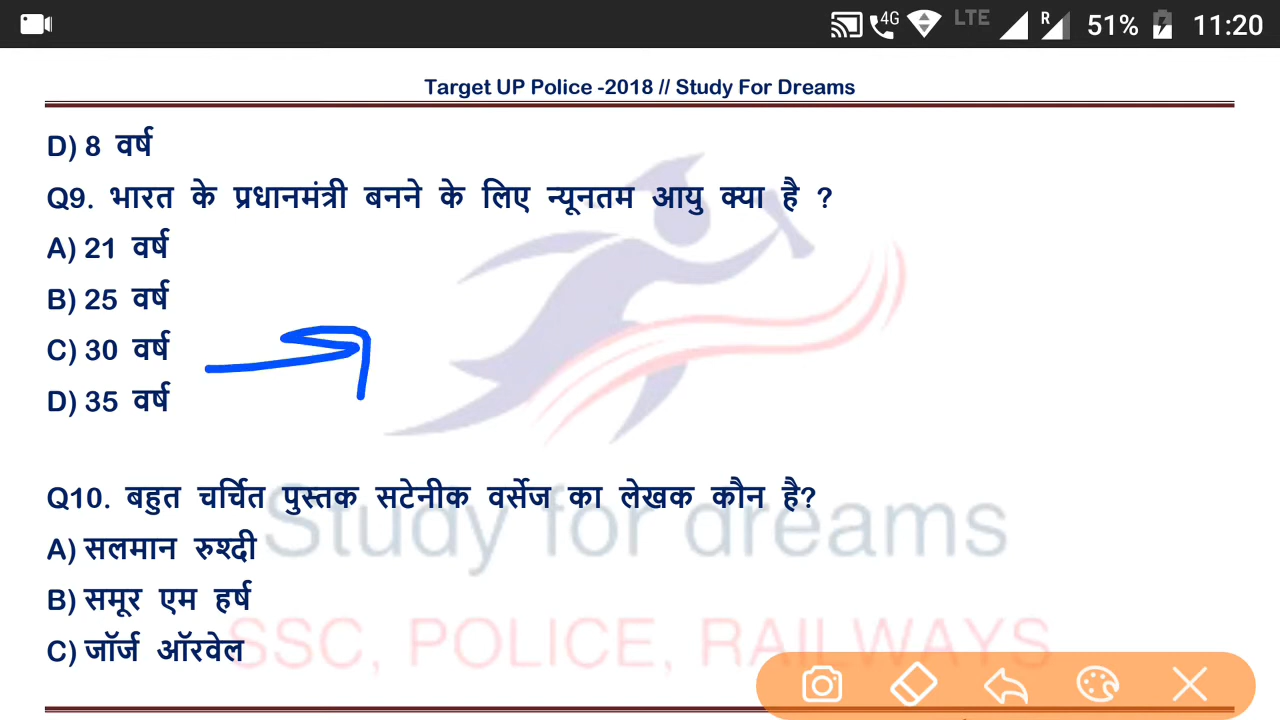 4G LTE R 51% 11:20
Target UP Police -2018 // Study For Dreams
D) 8 वर्ष
Q9. भारत के प्रधानमंत्री बनने के लिए न्यूनतम आयु क्या है ?
A) 21 वर्ष
B) 25 वर्ष
C) 30 वर्ष
D) 35 वर्ष
Q10. बहुत चर्चित पुस्तक सटेनीक वर्सेज का लेखक कौन है?
Study for dreams
A) सलमान रुश्दी
B) समूर एम हर्ष
C) जॉर्ज ऑरवेल
SSC, POLICE, RAILWAYS